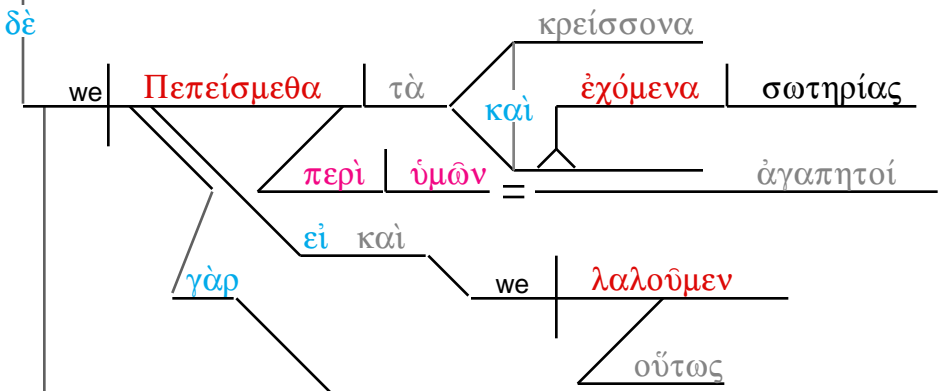 δὲ
κρείσσονα
we Πεπείσμεθα τὰ καὶ ἐχόμενα σωτηρίας
περὶ ὑμῶν = ἀγαπητοί
εἰ καὶ
γὰρ we λαλοῦμεν
οὕτως